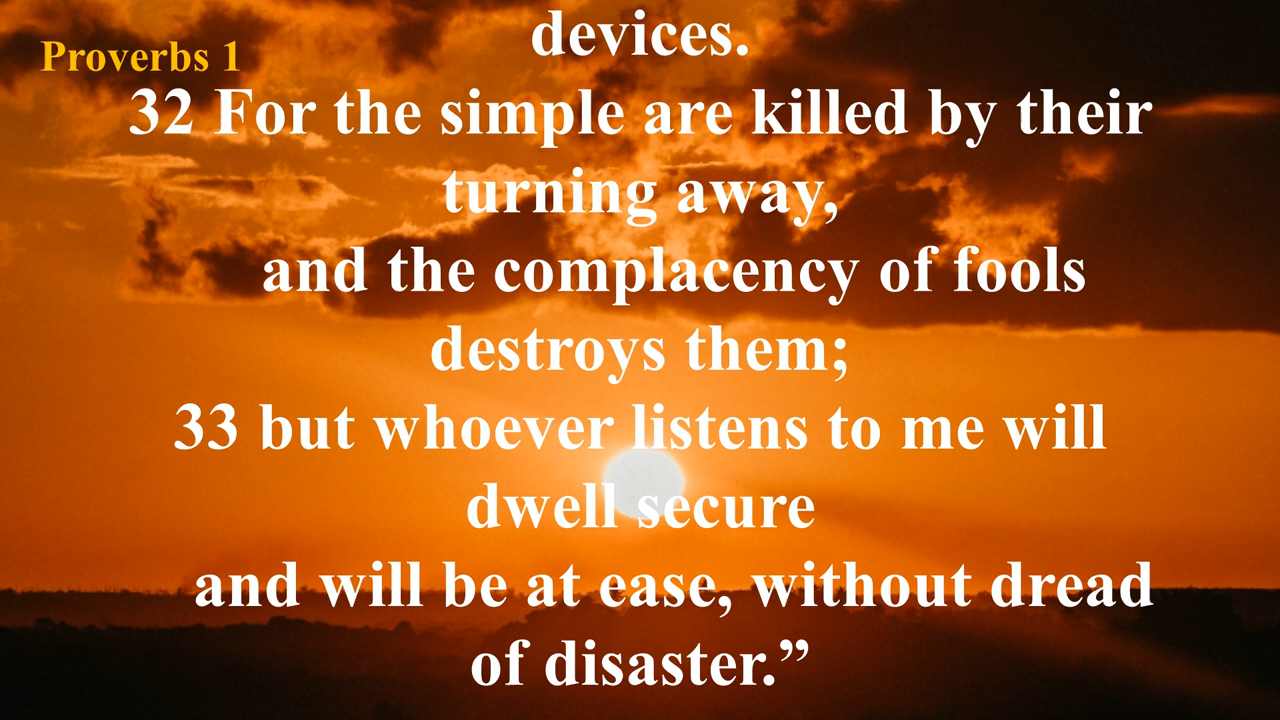 devices.
Proverbs 1
32 For the simple are killed by their
turning away,
and the complacency of fools
destroys them;
33 but whoever listens to me will
dwell secure
and will be at ease, without dread
of disaster.”